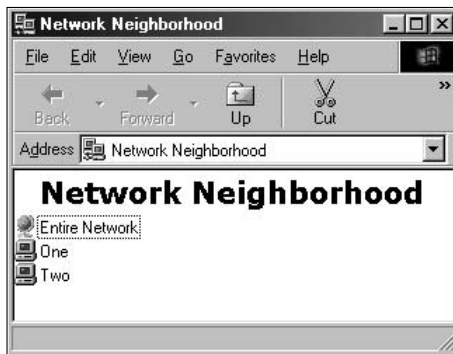 Network Neighborhood
File Edit View Go Favorites Help
Back Forward Up Cut »
Address Network Neighborhood
Network Neighborhood
Entire Network
One
Two